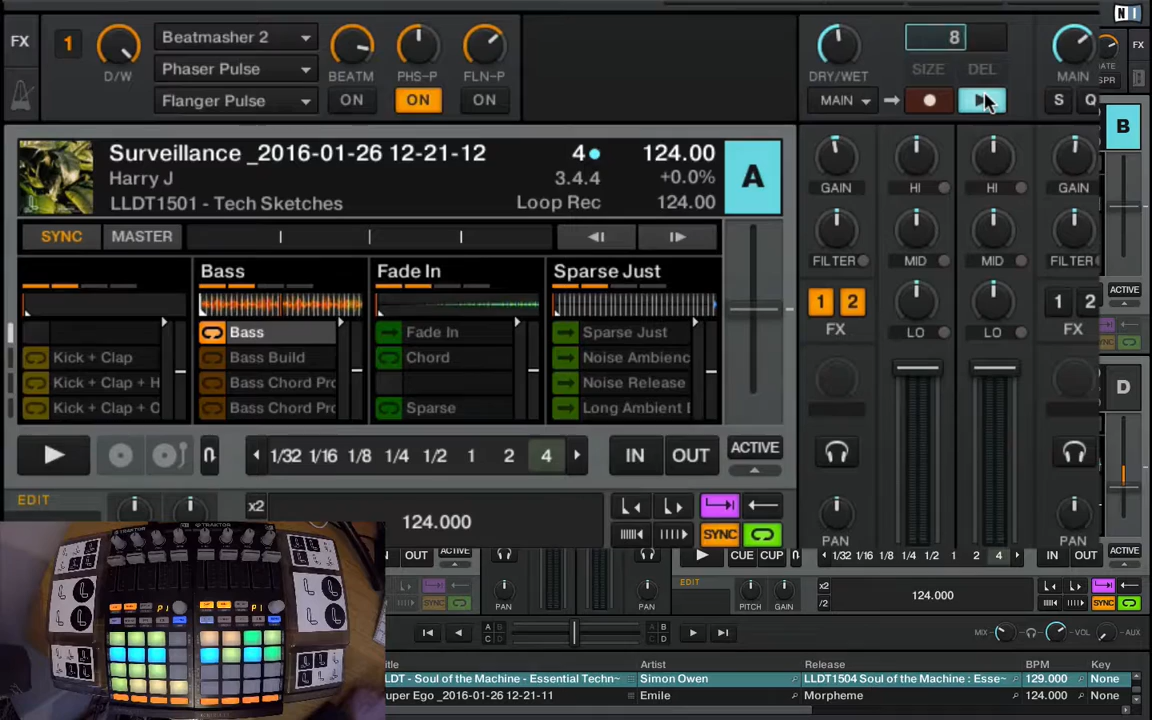 FX
1
D/W
Beatmasher 2
Phaser Pulse
Flanger Pulse
BEATM
PHS-P
FLN-P
ON
ON
ON
DRY/WET
8
SIZE
DEL
MAIN
MAIN
S
Q
NI
FX
Surveillance _2016-01-26 12-21-12
4
124.00
Harry J
3.4.4
+0.0%
LLDT1501 - Tech Sketches
Loop Rec
124.00
A
B
SYNC
MASTER
Bass
Fade In
Sparse Just
Bass
Fade In
Sparse Just
Kick + Clap
Bass Build
Chord
Noise Ambienc
Kick + Clap + H
Bass Chord Pro
Noise Release
Kick + Clap + C
Bass Chord Prc
Sparse
Long Ambient
GAIN
HI
HI
GAIN
FILTER
MID
MID
FILTER
1
2
1
2
FX
LO
LO
FX
ACTIVE
D
1/32
1/16
1/8
1/4
1/2
1
2
4
IN
OUT
ACTIVE
EDIT
x2
124.000
SYNC
PAN
PAN
OUT
ACTIVE
SYNC
PAN
PAN
CUE
CUP
1/32
1/16
1/8
1/4
1/2
1
2
4
IN
OUT
ACTIVE
EDIT
PITCH
GAIN
x2
/2
124.000
SYNC
A
B
C
D
A
B
C
D
MIX
VOL
AUX
Title
Artist
Release
BPM
Key
LLDT - Soul of the Machine - Essential Techn~
Simon Owen
LLDT1504 Soul of the Machine : Esse~
129.000
uper Ego _2016-01-26 12-21-11
Emile
Morpheme
124.000
TRAKTOR